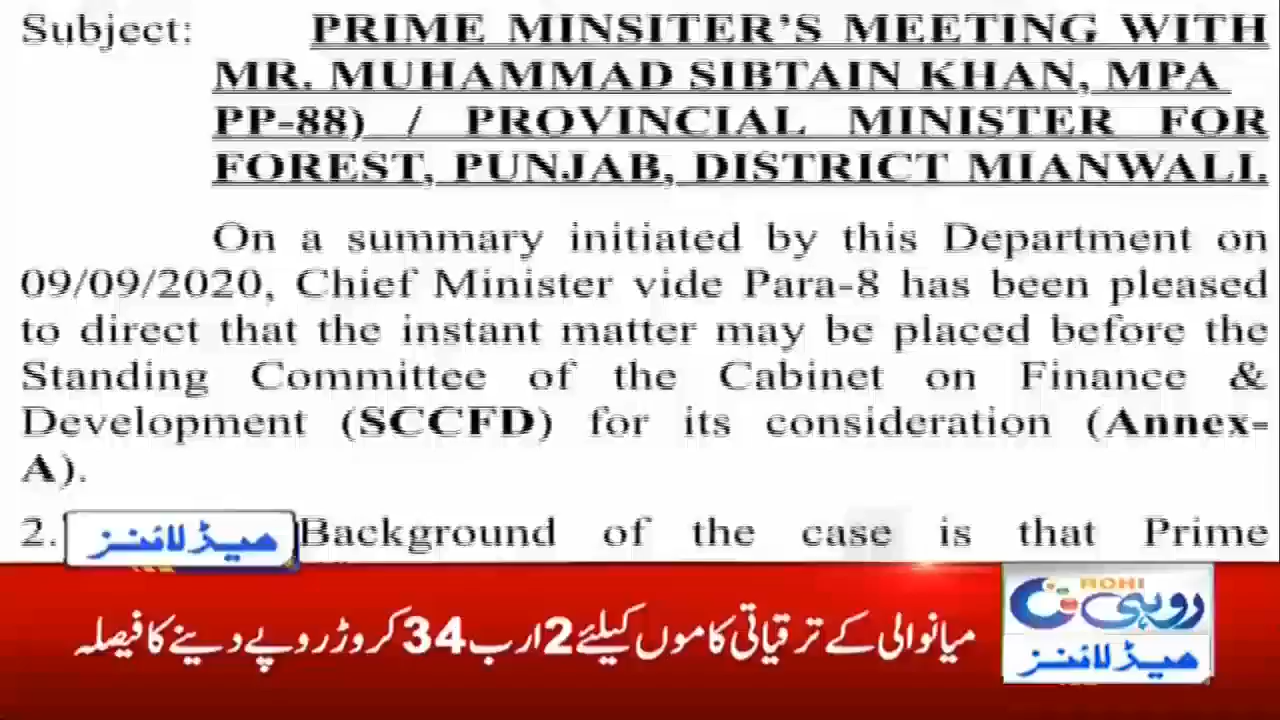 Subject: PRIME MINSITER'S MEETING WITH
MR. MUHAMMAD SIBTAIN KHAN, MPA
PP-88) / PROVINCIAL MINISTER FOR
FOREST, PUNJAB, DISTRICT MIANWALI.
On a summary initiated by this Department on
09/09/2020, Chief Minister vide Para-8 has been pleased
to direct that the instant matter may be placed before the
Standing Committee of the Cabinet on Finance &
Development (SCCFD) for its consideration (Annex-
A).
2. Background of the case is that Prime
ہیڈلائنز
ROHI
روہی
ہیڈلائنز
میانوالی کے ترقیاتی کاموں کیلئے 2 ارب 34 کروڑ روپے دینے کا فیصلہ